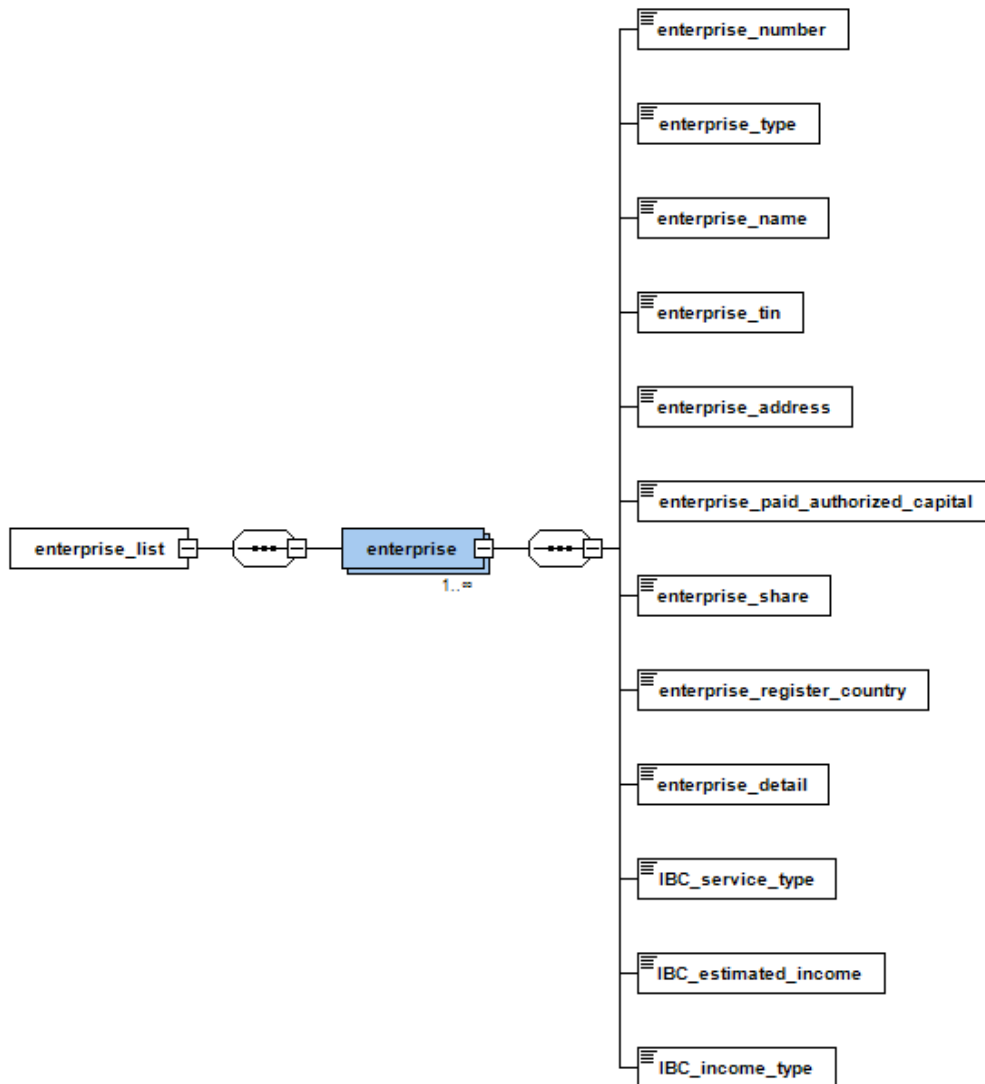 enterprise_number
enterprise_type
enterprise_name
enterprise_tin
enterprise_address
enterprise_paid_authorized_capital
enterprise_list
enterprise
1..∞
enterprise_share
enterprise_register_country
enterprise_detail
IBC_service_type
IBC_estimated_income
IBC_income_type